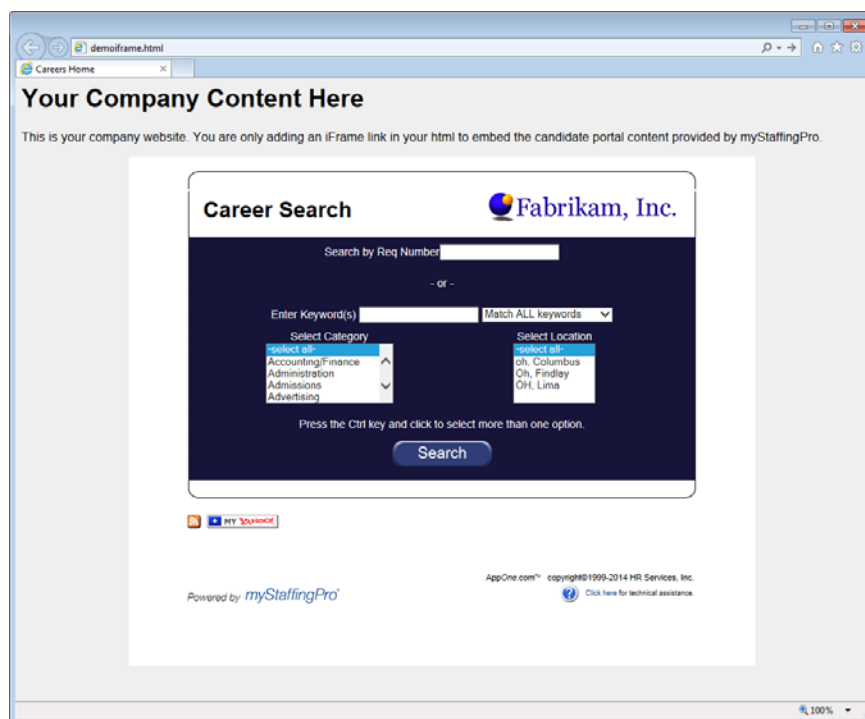 demoiframe.html
Careers Home
Your Company Content Here
This is your company website. You are only adding an iFrame link in your html to embed the candidate portal content provided by myStaffingPro.
Career Search
Fabrikam, Inc.
Search by Req Number
- or -
Enter Keyword(s) Match ALL keywords
Select Category Select Location
-select all- -select all-
Accounting/Finance oh, Columbus
Administration Oh, Findlay
Admissions OH, Lima
Advertising
Press the Ctrl key and click to select more than one option.
Search
MY YAHOO!
AppOne.com™ copyright©1999-2014 HR Services, Inc.
Powered by myStaffingPro® Click here for technical assistance.
100%